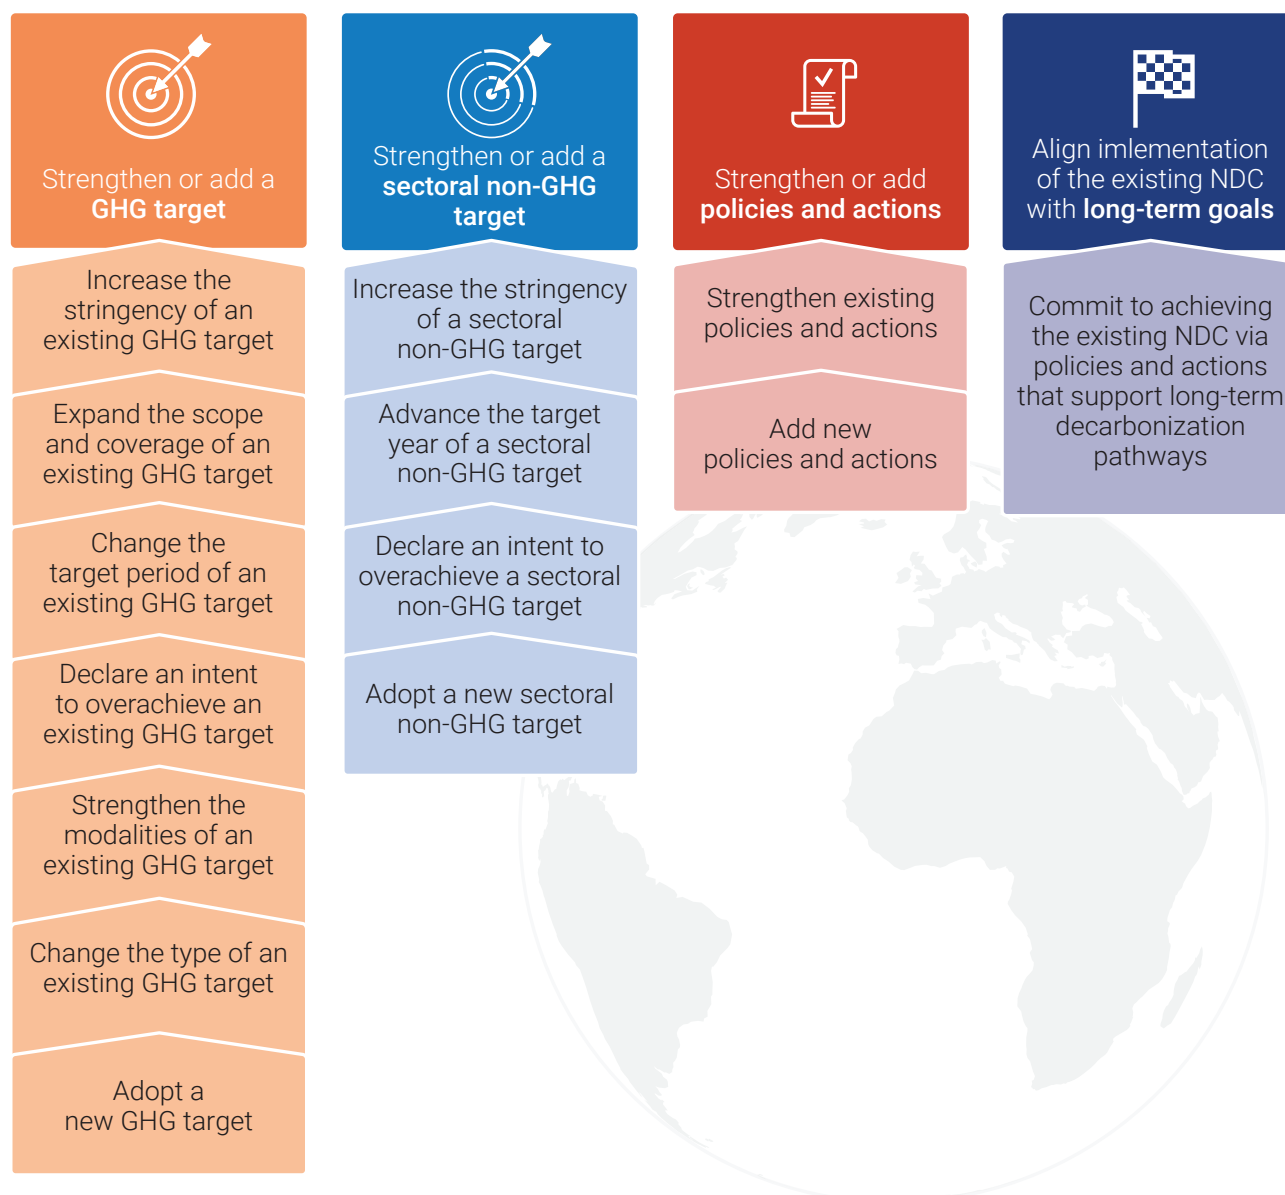 Strengthen or add a
GHG target
Increase the
stringency of an
existing GHG target
Expand the scope
and coverage of an
existing GHG target
Change the
target period of an
existing GHG target
Declare an intent
to overachieve an
existing GHG target
Strengthen the
modalities of an
existing GHG target
Change the type of an
existing GHG target
Adopt a
new GHG target
Strengthen or add a
sectoral non-GHG
target
Increase the stringency
of a sectoral
non-GHG target
Advance the target
year of a sectoral
non-GHG target
Declare an intent to
overachieve a sectoral
non-GHG target
Adopt a new sectoral
non-GHG target
Strengthen or add
policies and actions
Strengthen existing
policies and actions
Add new
policies and actions
Align imlementation
of the existing NDC
with long-term goals
Commit to achieving
the existing NDC via
policies and actions
that support long-term
decarbonization
pathways